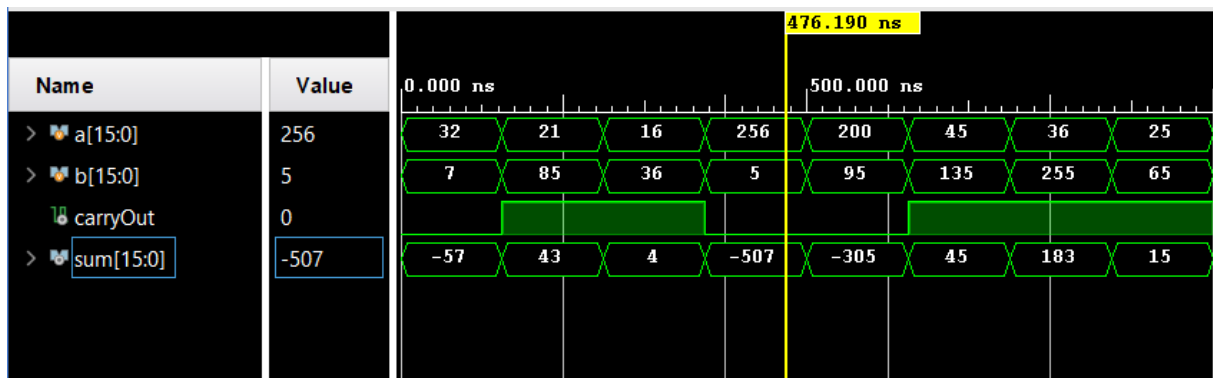 476.190 ns
Name Value 0.000 ns 500.000 ns
a[15:0] 256 32 21 16 256 200 45 36 25
b[15:0] 5 7 85 36 5 95 135 255 65
carryOut 0
sum[15:0] -507 -57 43 4 -507 -305 45 183 15